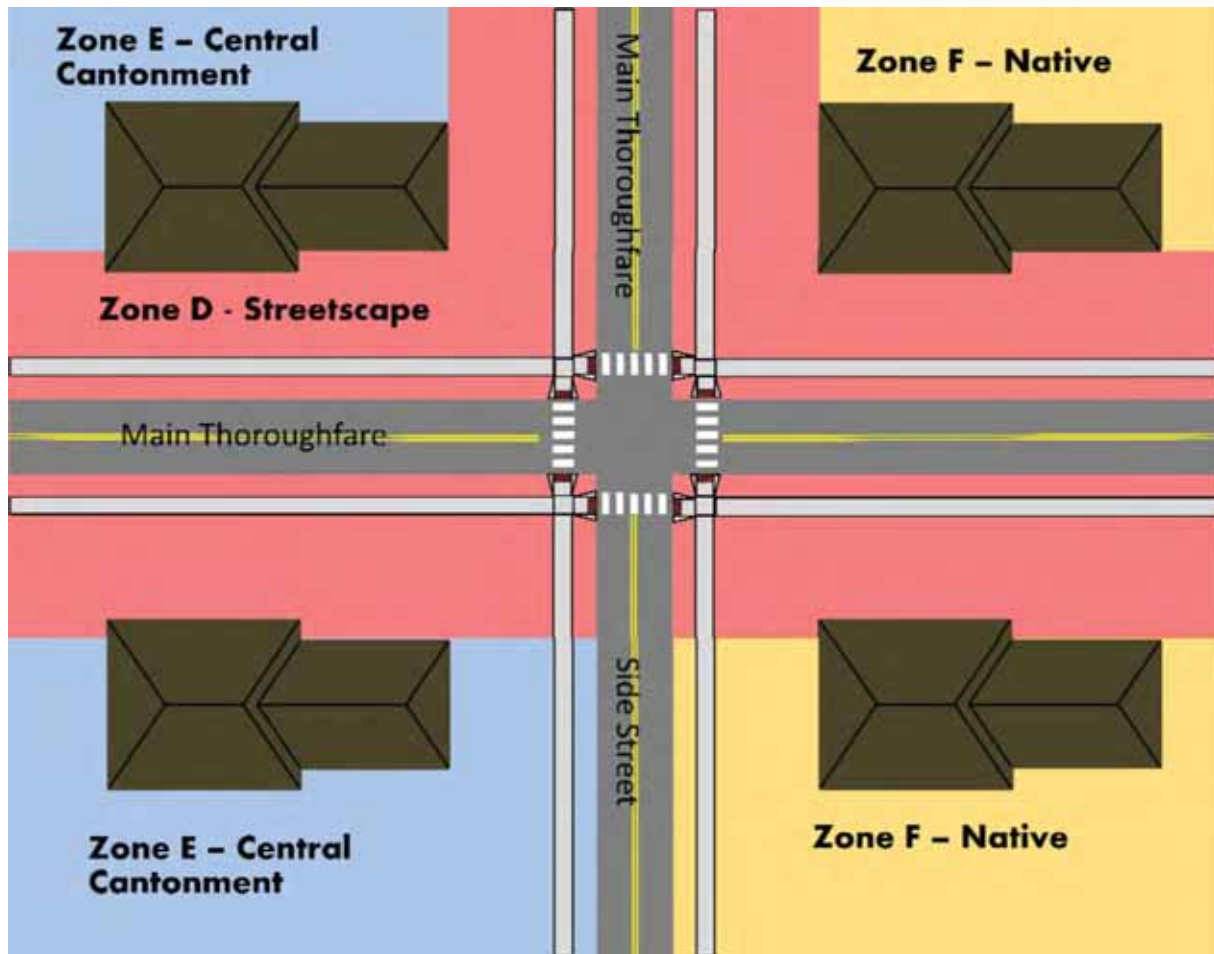 Zone E – Central
Cantonment
Main Thoroughfare
Zone F – Native
Zone D - Streetscape
Main Thoroughfare
Side Street
Zone E – Central
Cantonment
Zone F – Native